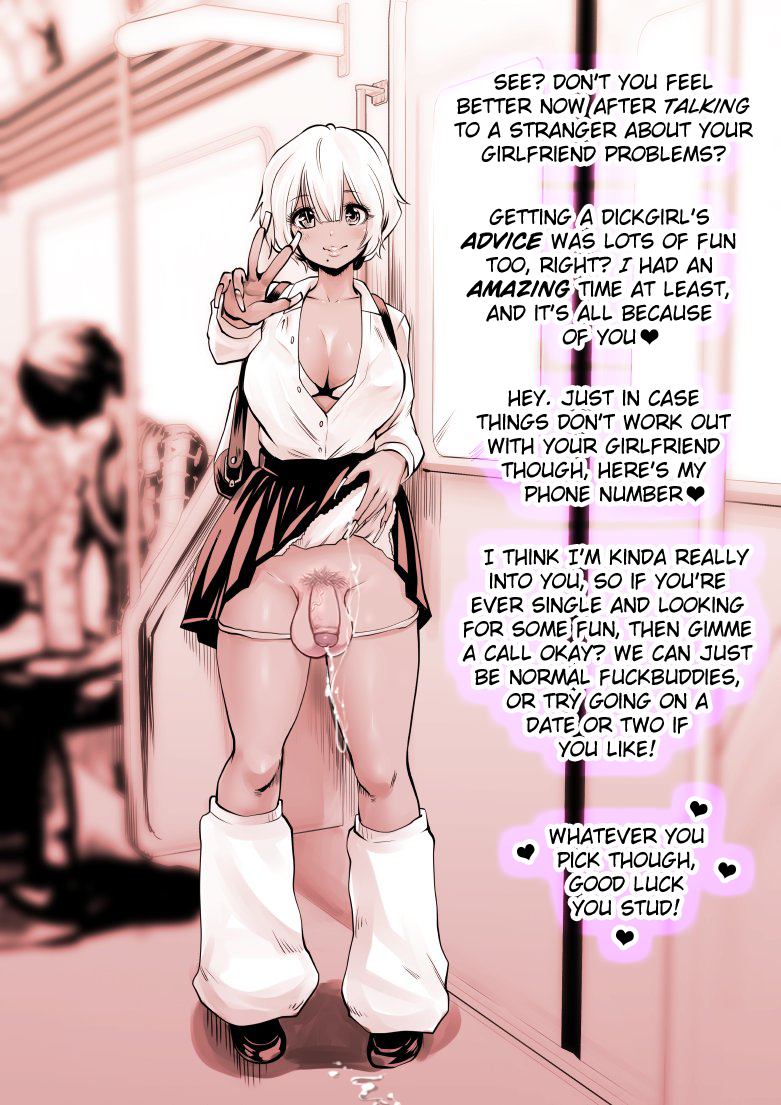 SEE? DON'T YOU FEEL
BETTER NOW AFTER TALKING
TO A STRANGER ABOUT YOUR
GIRLFRIEND PROBLEMS?
GETTING A DICKGIRL'S
ADVICE WAS LOTS OF FUN
TOO, RIGHT? I HAD AN
AMAZING TIME AT LEAST,
AND IT'S ALL BECAUSE
OF YOU♥
HEY. JUST IN CASE
THINGS DON'T WORK OUT
WITH YOUR GIRLFRIEND
THOUGH, HERE'S MY
PHONE NUMBER♥
I THINK I'M KINDA REALLY
INTO YOU, SO IF YOU'RE
EVER SINGLE AND LOOKING
FOR SOME FUN, THEN GIMME
A CALL OKAY? WE CAN JUST
BE NORMAL FUCKBUDDIES,
OR TRY GOING ON A
DATE OR TWO IF
YOU LIKE!
WHATEVER YOU
PICK THOUGH,
GOOD LUCK
YOU STUD!